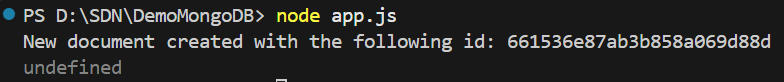 PS D:\SDN\DemoMongoDB> node app.js
New document created with the following id: 661536e87ab3b858a069d88d
undefined